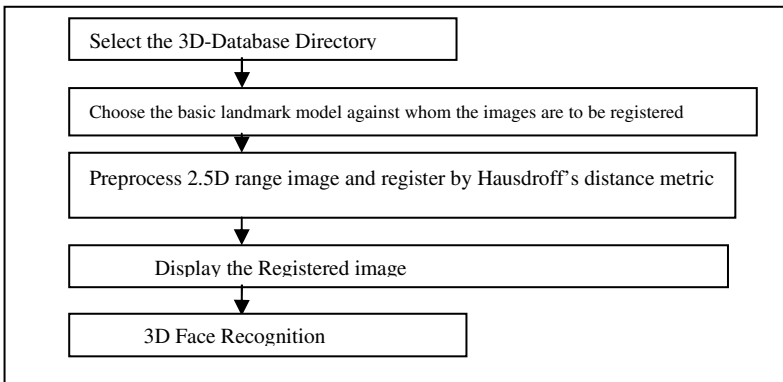 Select the 3D-Database Directory
Choose the basic landmark model against whom the images are to be registered
Preprocess 2.5D range image and register by Hausdroff's distance metric
Display the Registered image
3D Face Recognition